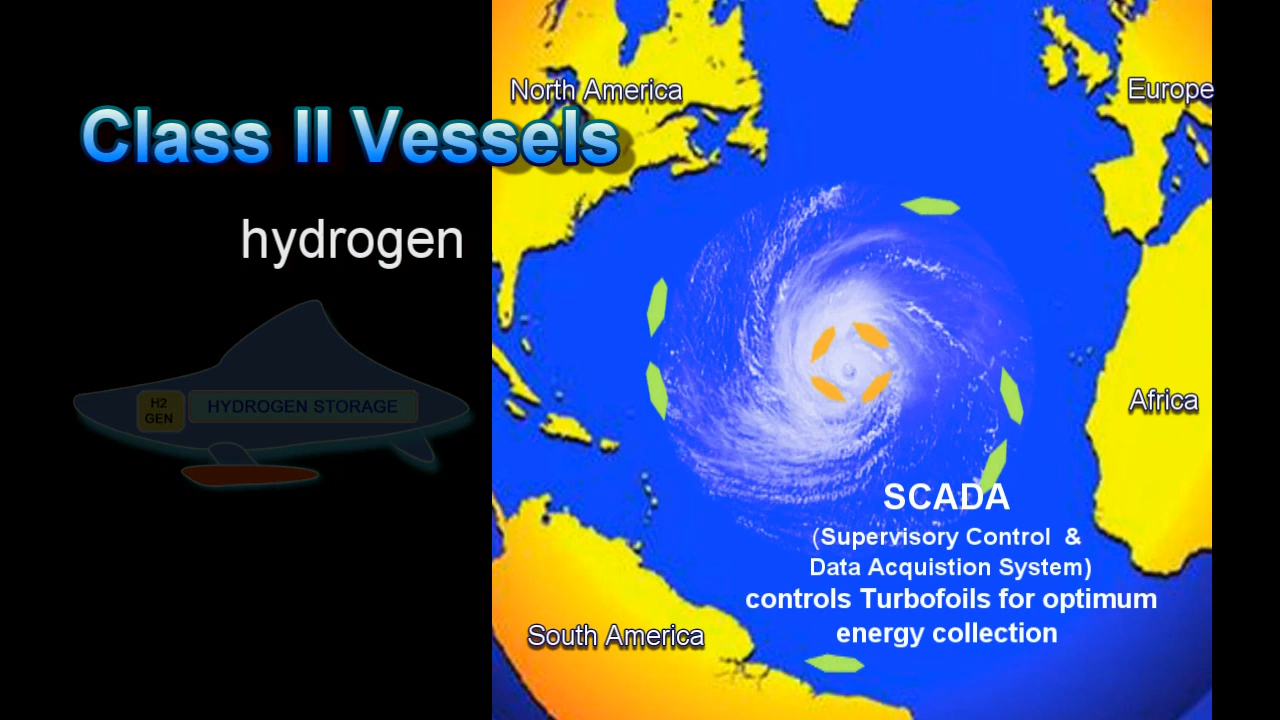 Class II Vessels
hydrogen
H2
GEN
HYDROGEN STORAGE
North America
Europe
Africa
South America
SCADA
(Supervisory Control &
Data Acquistion System)
controls Turbofoils for optimum
energy collection